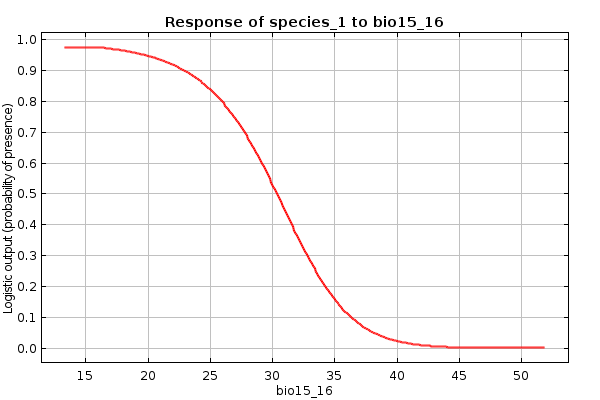 Response of species_1 to bio15_16
Logistic output (probability of presence)
1.0
0.9
0.8
0.7
0.6
0.5
0.4
0.3
0.2
0.1
0.0
15 20 25 30 35 40 45 50
bio15_16